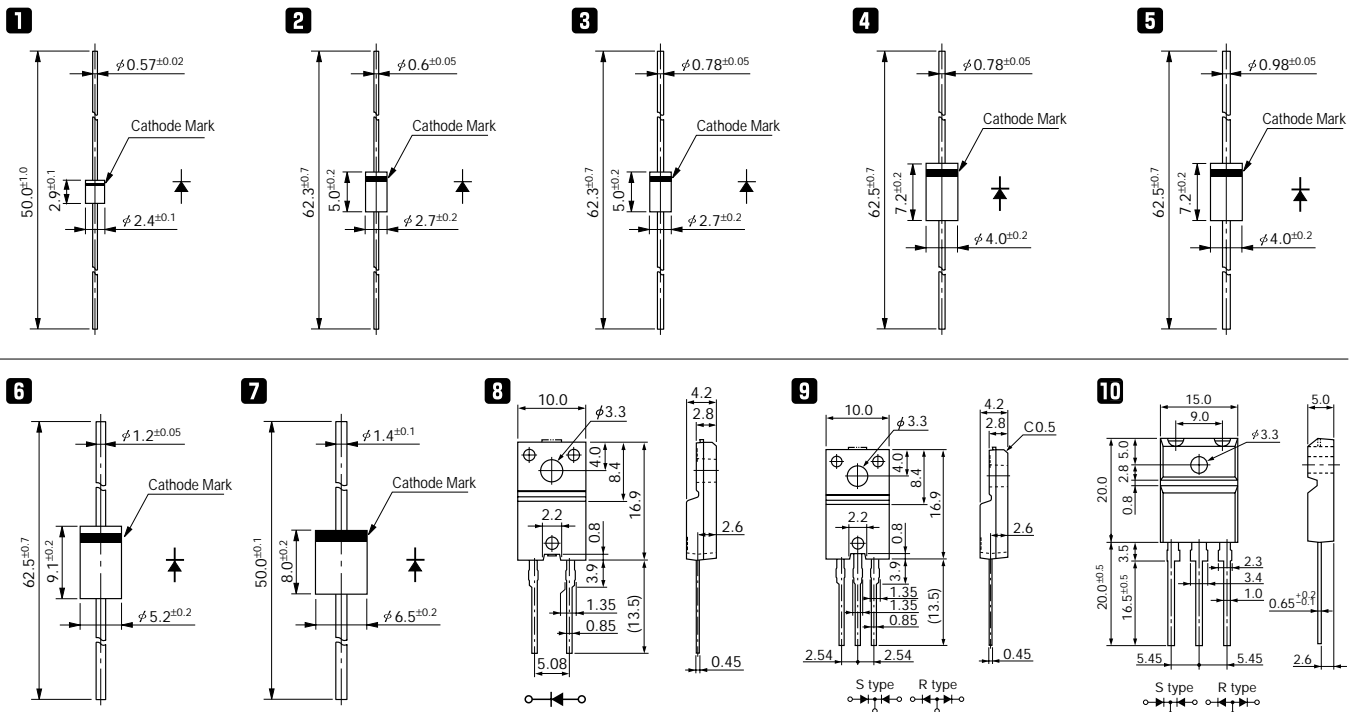 1
50.0±1.0
2.9±0.1
φ0.57±0.02
Cathode Mark
φ2.4±0.1
2
62.3±0.7
5.0±0.2
φ0.6±0.05
Cathode Mark
φ2.7±0.2
3
62.3±0.7
5.0±0.2
φ0.78±0.05
Cathode Mark
φ2.7±0.2
4
62.5±0.7
7.2±0.2
φ0.78±0.05
Cathode Mark
φ4.0±0.2
5
62.5±0.7
7.2±0.2
φ0.98±0.05
Cathode Mark
φ4.0±0.2
6
62.5±0.7
9.1±0.2
φ1.2±0.05
Cathode Mark
φ5.2±0.2
7
50.0±0.1
8.0±0.2
φ1.4±0.1
Cathode Mark
φ6.5±0.2
8
10.0
φ3.3
4.0
8.4
16.9
2.2
0.8
3.9
1.35
0.85
(13.5)
5.08
4.2
2.8
2.6
0.45
9
10.0
φ3.3
4.0
8.4
16.9
2.2
0.8
3.9
1.35
1.35
0.85
(13.5)
2.54 2.54
4.2
2.8
C0.5
2.6
0.45
S type R type
10
15.0
9.0
φ3.3
5.0
2.8
0.8
20.0
3.5
20.0±0.5
16.5±0.5
2.3
3.4
1.0
5.45 5.45
5.0
0.65+0.2-0.1
2.6
S type R type